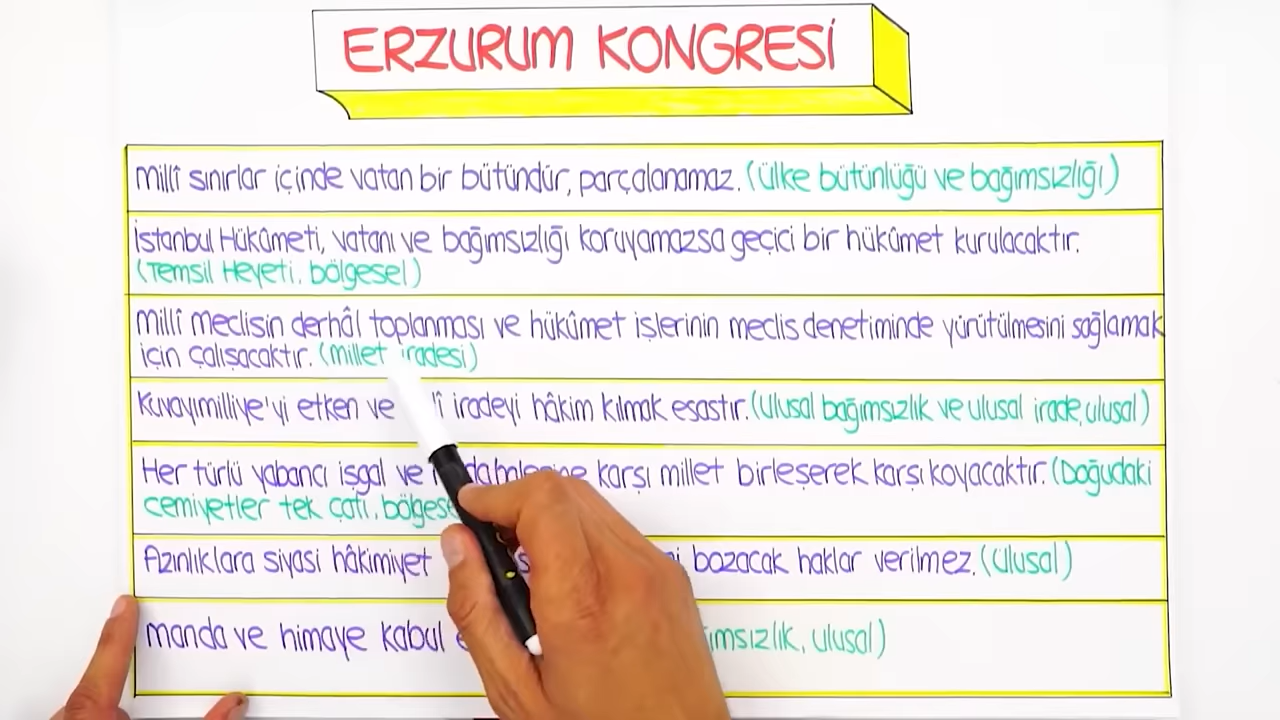 ERZURUM KONGRESİ
Millî sınırlar içinde vatan bir bütündür, parçalanamaz. (ülke bütünlüğü ve bağımsızlığı)
İstanbul Hükûmeti, vatanı ve bağımsızlığı koruyamazsa geçici bir hükûmet kurulacaktır.
(Temsil Heyeti, bölgesel)
Millî meclisin derhâl toplanması ve hükûmet işlerinin meclis denetiminde yürütülmesini sağlamak
için çalışacaktır. (millet iradesi)
Kuvayımilliye'yi etken ve iradeyi hâkim kılmak esastır. (Ulusal bağımsızlık ve ulusal irade, ulusal)
Her türlü yabancı işgal ve karşı millet birleşerek karşı koyacaktır. (Doğudaki
cemiyetler tek çatı,
Azınlıklara siyasi hâkimiyet bozacak haklar verilmez. (Ulusal)
Manda ve himaye kabul ulusal)